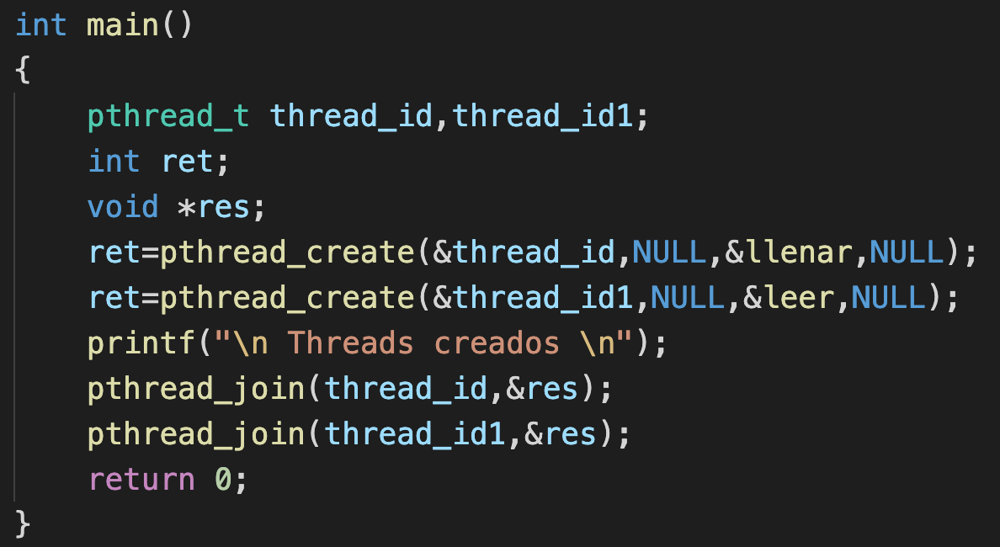 int main()
{
pthread_t thread_id,thread_id1;
int ret;
void *res;
ret=pthread_create(&thread_id,NULL,&llenar,NULL);
ret=pthread_create(&thread_id1,NULL,&leer,NULL);
printf("\n Threads creados \n");
pthread_join(thread_id,&res);
pthread_join(thread_id1,&res);
return 0;
}